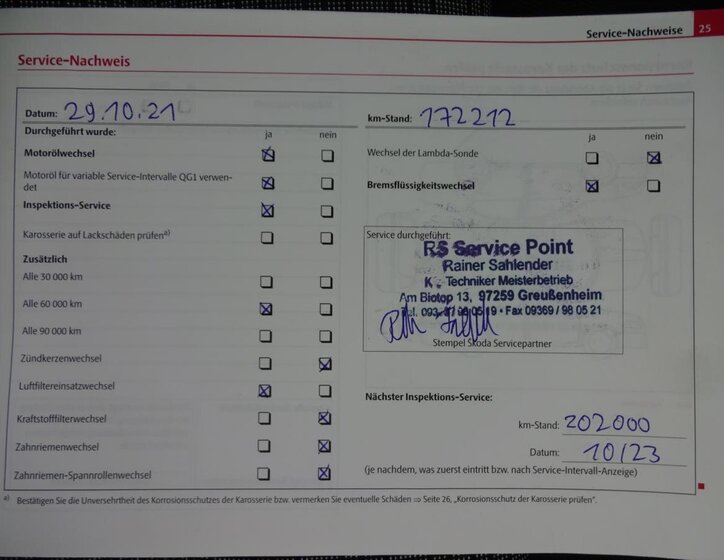 Service-Nachweise 25
Service-Nachweis
Datum: 29.10.21
km-Stand: 172212
Durchgeführt wurde: ja nein
ja nein
Motorölwechsel
Wechsel der Lambda-Sonde
Motoröl für variable Service-Intervalle QG1 verwen-
det
Bremsflüssigkeitswechsel
Inspektions-Service
Karosserie auf Lackschäden prüfen a)
Service durchgeführt:
RS Service Point
Rainer Sahlender
Techniker Meisterbetrieb
Am Biotop 13, 97259 Greußenheim
Fax 09369 / 98 05 21
Stempel Škoda Servicepartner
Zusätzlich
Alle 30 000 km
Alle 60 000 km
Alle 90 000 km
Zündkerzenwechsel
Luftfiltereinsatzwechsel
Kraftstofffilterwechsel
Zahnriemenwechsel
Zahnriemen-Spannrollenwechsel
Nächster Inspektions-Service:
km-Stand: 202000
Datum: 10/23
(je nachdem, was zuerst eintritt bzw. nach Service-Intervall-Anzeige)
a) Bestätigen Sie die Unversehrtheit des Korrosionsschutzes der Karosserie bzw. vermerken Sie eventuelle Schäden ⇒ Seite 26, „Korrosionsschutz der Karosserie prüfen“.